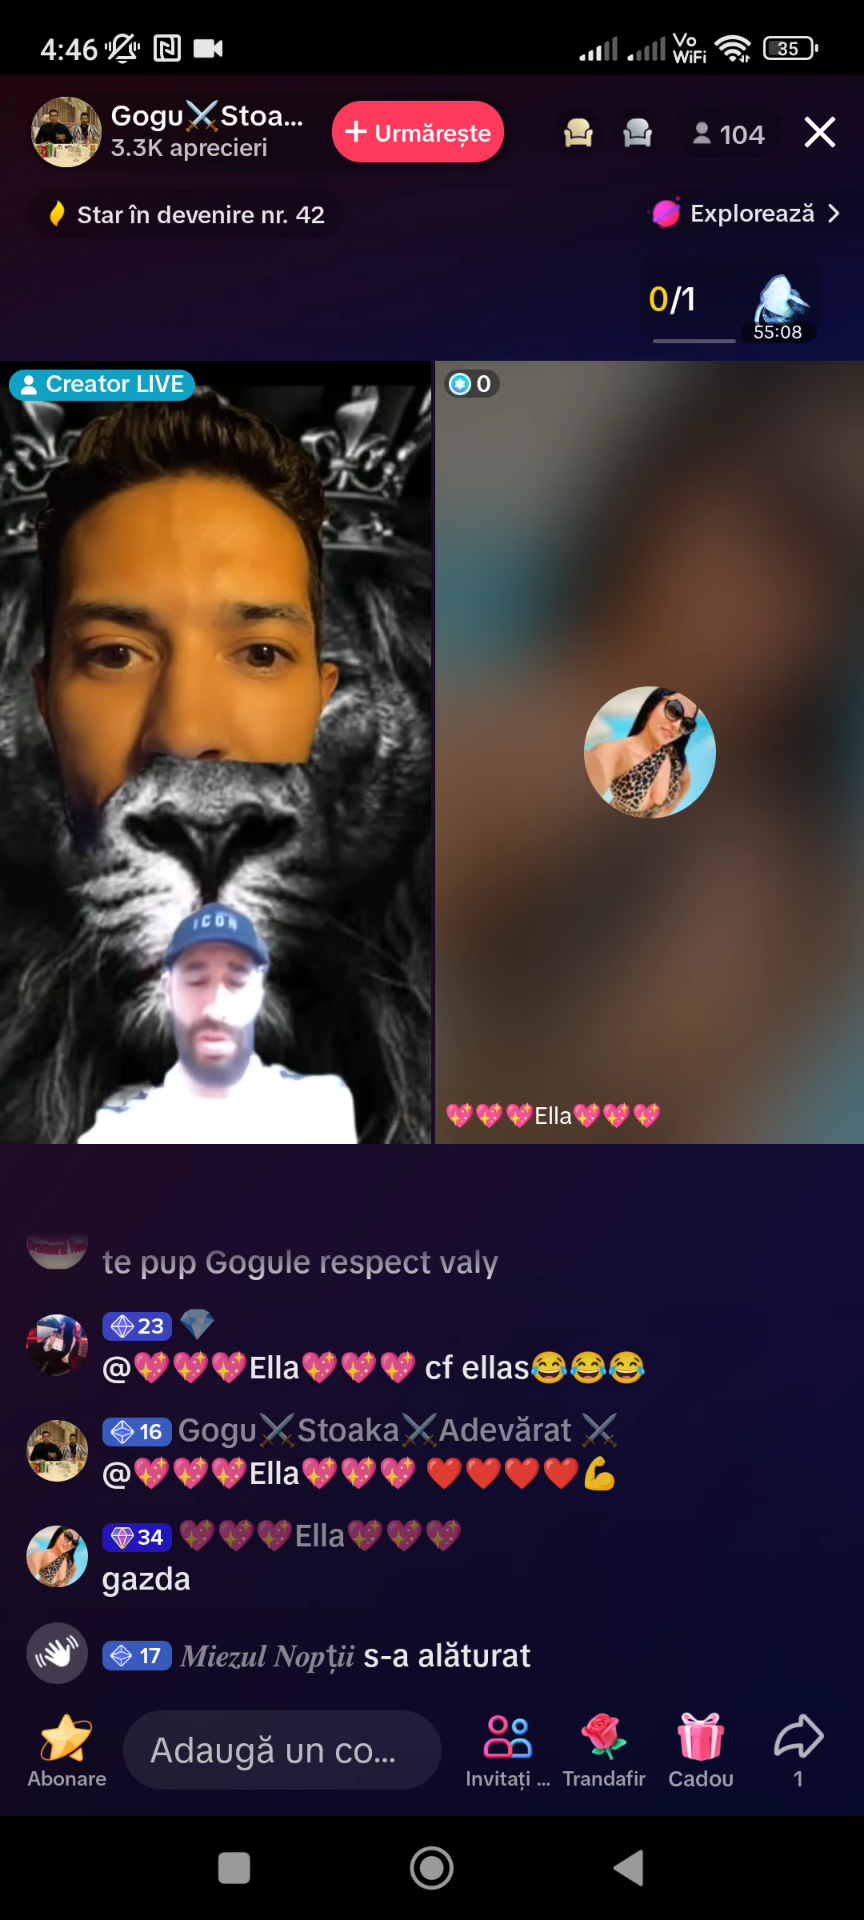 4:46
Vo
WiFi
35
Gogu⚔️Stoa...
3.3K aprecieri
+ Urmărește
104
Star în devenire nr. 42
Explorează
0/1
55:08
Creator LIVE
0
ICON
💖💖💖Ella💖💖💖
te pup Gogule respect valy
23 💎
@💖💖💖Ella💖💖💖 cf ellas😂😂😂
16 Gogu⚔️Stoaka⚔️Adevărat ⚔️
@💖💖💖Ella💖💖💖 ❤️❤️❤️❤️💪
34 💖💖💖Ella💖💖💖
gazda
17 Miezul Nopții s-a alăturat
Adaugă un co...
Abonare
Invitați ...
Trandafir
Cadou
1